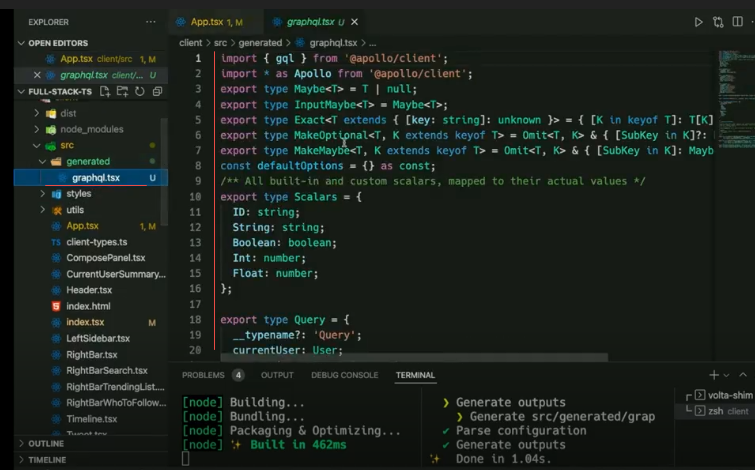 EXPLORER
OPEN EDITORS
App.tsx client/src 1, M
graphql.tsx client/... U
FULL-STACK-TS
dist
node_modules
src
generated
graphql.tsx U
styles
utils
App.tsx 1, M
client-types.ts
ComposePanel.tsx
CurrentUserSummary...
Header.tsx
index.html
index.tsx M
LeftSidebar.tsx
RightBar.tsx
RightBarSearch.tsx
RightBarTrendingList....
RightBarWhoToFollow...
Timeline.tsx
OUTLINE
TIMELINE
App.tsx 1, M
graphql.tsx U
client > src > generated > graphql.tsx > ...
1 import { gql } from '@apollo/client';
2 import * as Apollo from '@apollo/client';
3 export type Maybe<T> = T | null;
4 export type InputMaybe<T> = Maybe<T>;
5 export type Exact<T extends { [key: string]: unknown }> = { [K in keyof T]: T[K]
6 export type MakeOptional<T, K extends keyof T> = Omit<T, K> & { [SubKey in K]?:
7 export type MakeMaybe<T, K extends keyof T> = Omit<T, K> & { [SubKey in K]: Mayb
8 const defaultOptions = {} as const;
9 /** All built-in and custom scalars, mapped to their actual values */
10 export type Scalars = {
11 ID: string;
12 String: string;
13 Boolean: boolean;
14 Int: number;
15 Float: number;
16 };
17
18 export type Query = {
19 __typename?: 'Query';
20 currentUser: User;
PROBLEMS 4 OUTPUT DEBUG CONSOLE TERMINAL
[node] Building...
[node] Bundling...
[node] Packaging & Optimizing...
[node] ✨ Built in 462ms
❯ Generate outputs
❯ Generate src/generated/grap
✔ Parse configuration
✔ Generate outputs
✨ Done in 1.04s.
volta-shim
zsh client